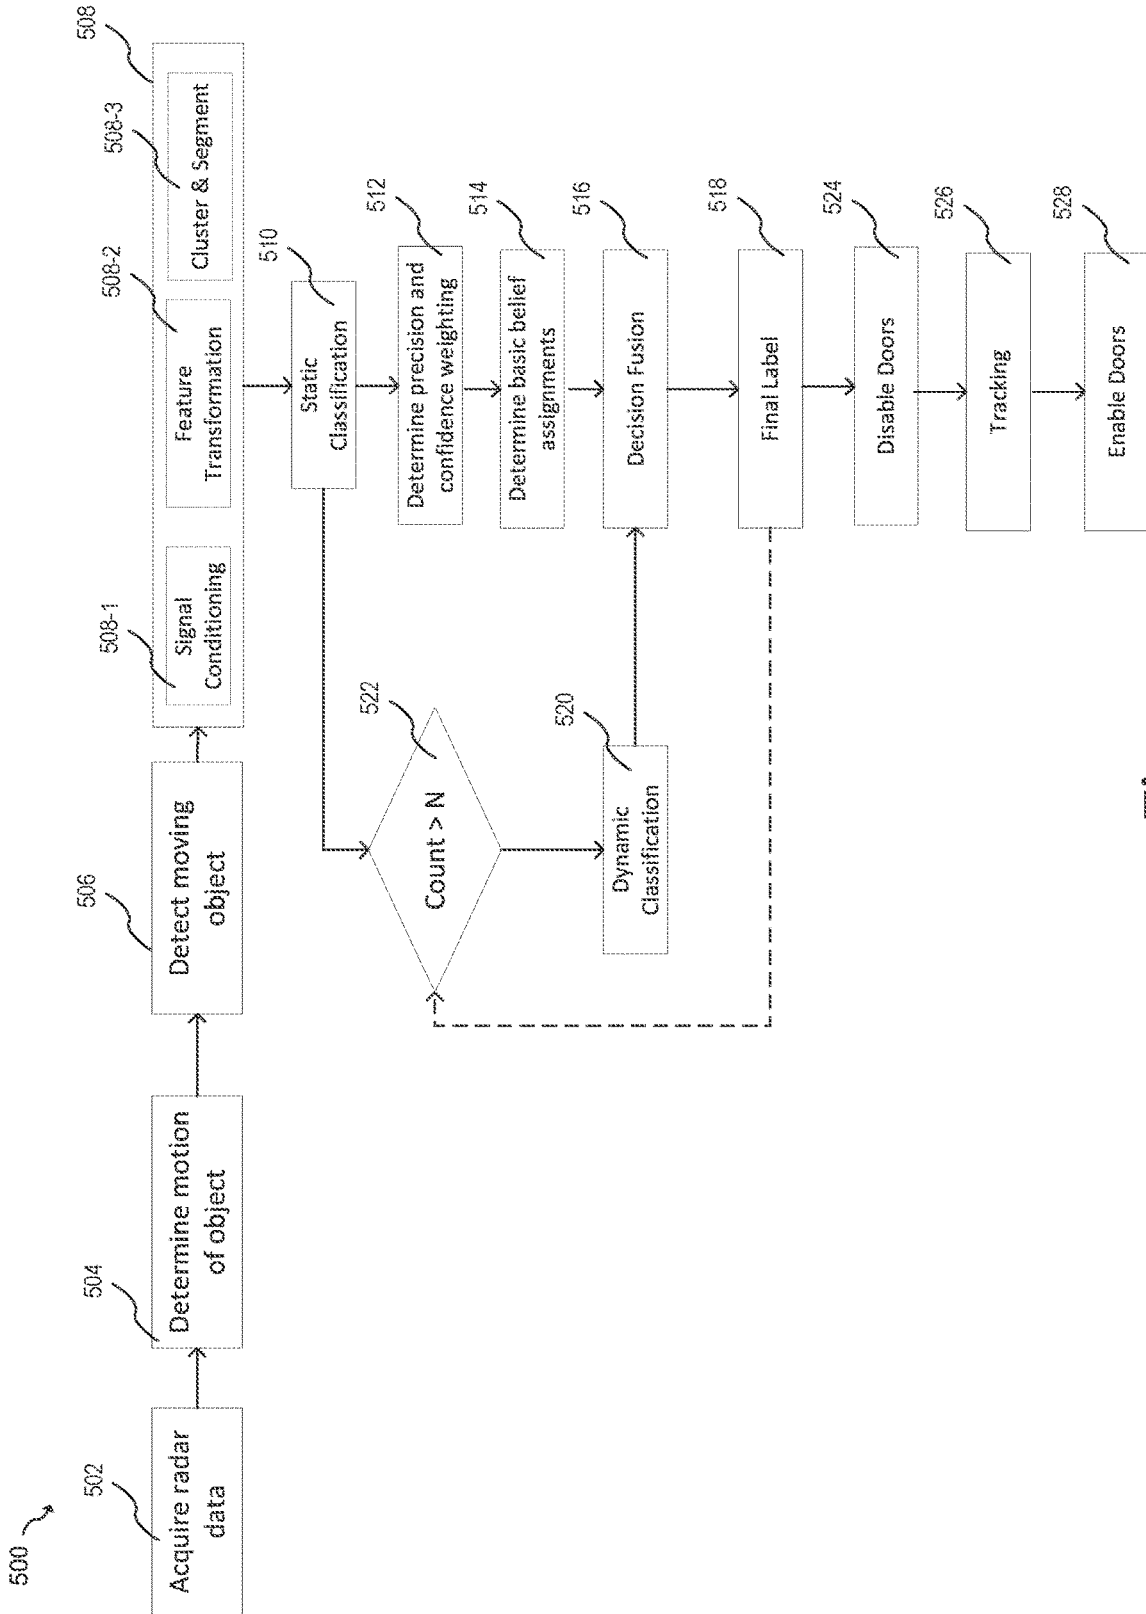 500
502
Acquire radar
data
504
Determine motion
of object
506
Detect moving
object
508
508-1
Signal
Conditioning
508-2
Feature
Transformation
508-3
Cluster & Segment
510
Static
Classification
512
Determine precision and
confidence weighting
514
Determine basic belief
assignments
516
Decision Fusion
518
Final Label
522
Count > N
520
Dynamic
Classification
524
Disable Doors
526
Tracking
528
Enable Doors